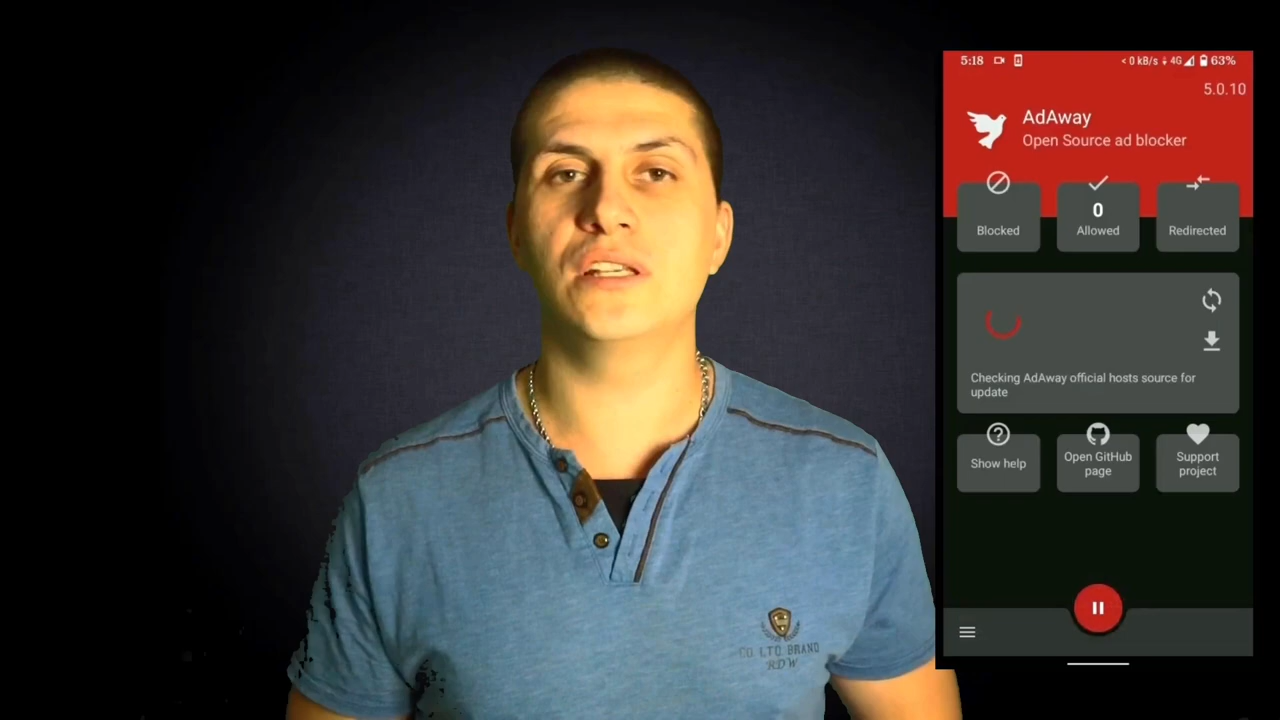 5:18
< 0 kB/s 4G 63%
5.0.10
AdAway
Open Source ad blocker
0
Blocked
Allowed
Redirected
Checking AdAway official hosts source for
update
Show help
Open GitHub
page
Support
project
CO. LTD. BRAND
RDW